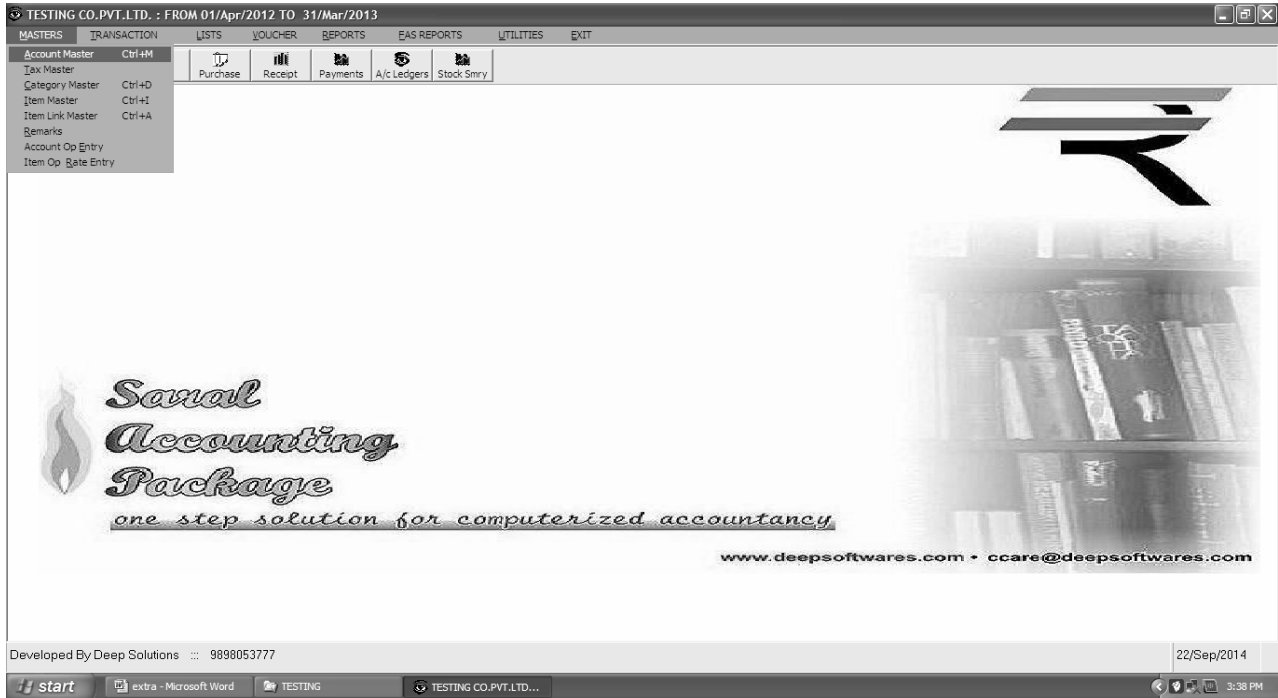 TESTING CO.PVT.LTD. : FROM 01/Apr/2012 TO 31/Mar/2013
MASTERS TRANSACTION LISTS VOUCHER REPORTS EAS REPORTS UTILITIES EXIT
Account Master Ctrl+M
Tax Master
Category Master Ctrl+D
Item Master Ctrl+I
Item Link Master Ctrl+A
Remarks
Account Op Entry
Item Op Rate Entry
Purchase Receipt Payments A/c Ledgers Stock Smry
Saral
Accounting
Package
one step solution for computerized accountancy
www.deepsoftwares.com • ccare@deepsoftwares.com
Developed By Deep Solutions ::: 9898053777 22/Sep/2014
start extra - Microsoft Word TESTING TESTING CO.PVT.LTD... 3:38 PM